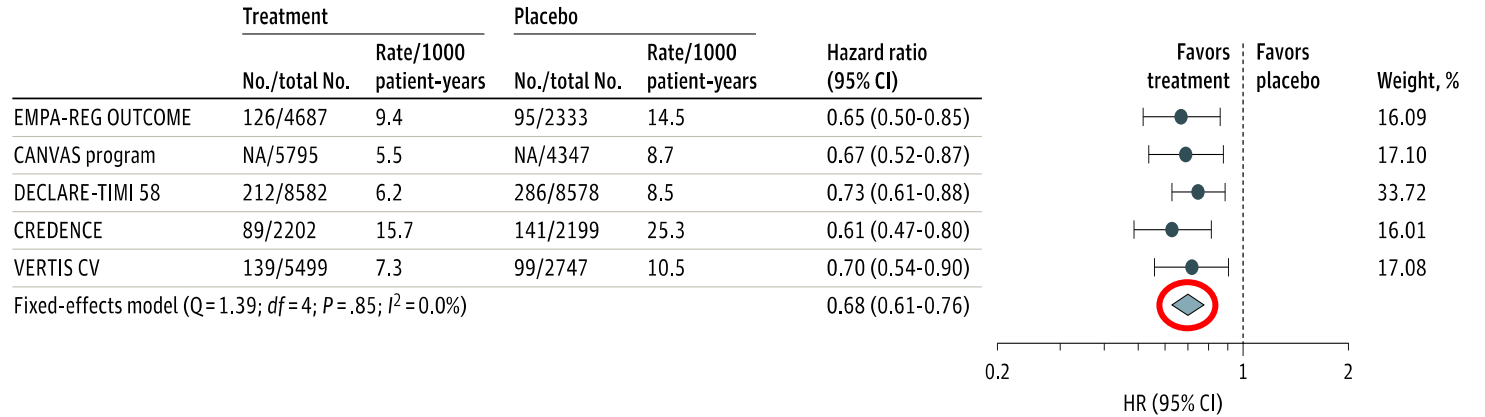 Treatment Placebo
No./total No. Rate/1000 patient-years No./total No. Rate/1000 patient-years Hazard ratio (95% CI) Favors treatment Favors placebo Weight, %
EMPA-REG OUTCOME 126/4687 9.4 95/2333 14.5 0.65 (0.50-0.85) 16.09
CANVAS program NA/5795 5.5 NA/4347 8.7 0.67 (0.52-0.87) 17.10
DECLARE-TIMI 58 212/8582 6.2 286/8578 8.5 0.73 (0.61-0.88) 33.72
CREDENCE 89/2202 15.7 141/2199 25.3 0.61 (0.47-0.80) 16.01
VERTIS CV 139/5499 7.3 99/2747 10.5 0.70 (0.54-0.90) 17.08
Fixed-effects model (Q = 1.39; df = 4; P = .85; I² = 0.0%) 0.68 (0.61-0.76)
0.2 1 2
HR (95% CI)